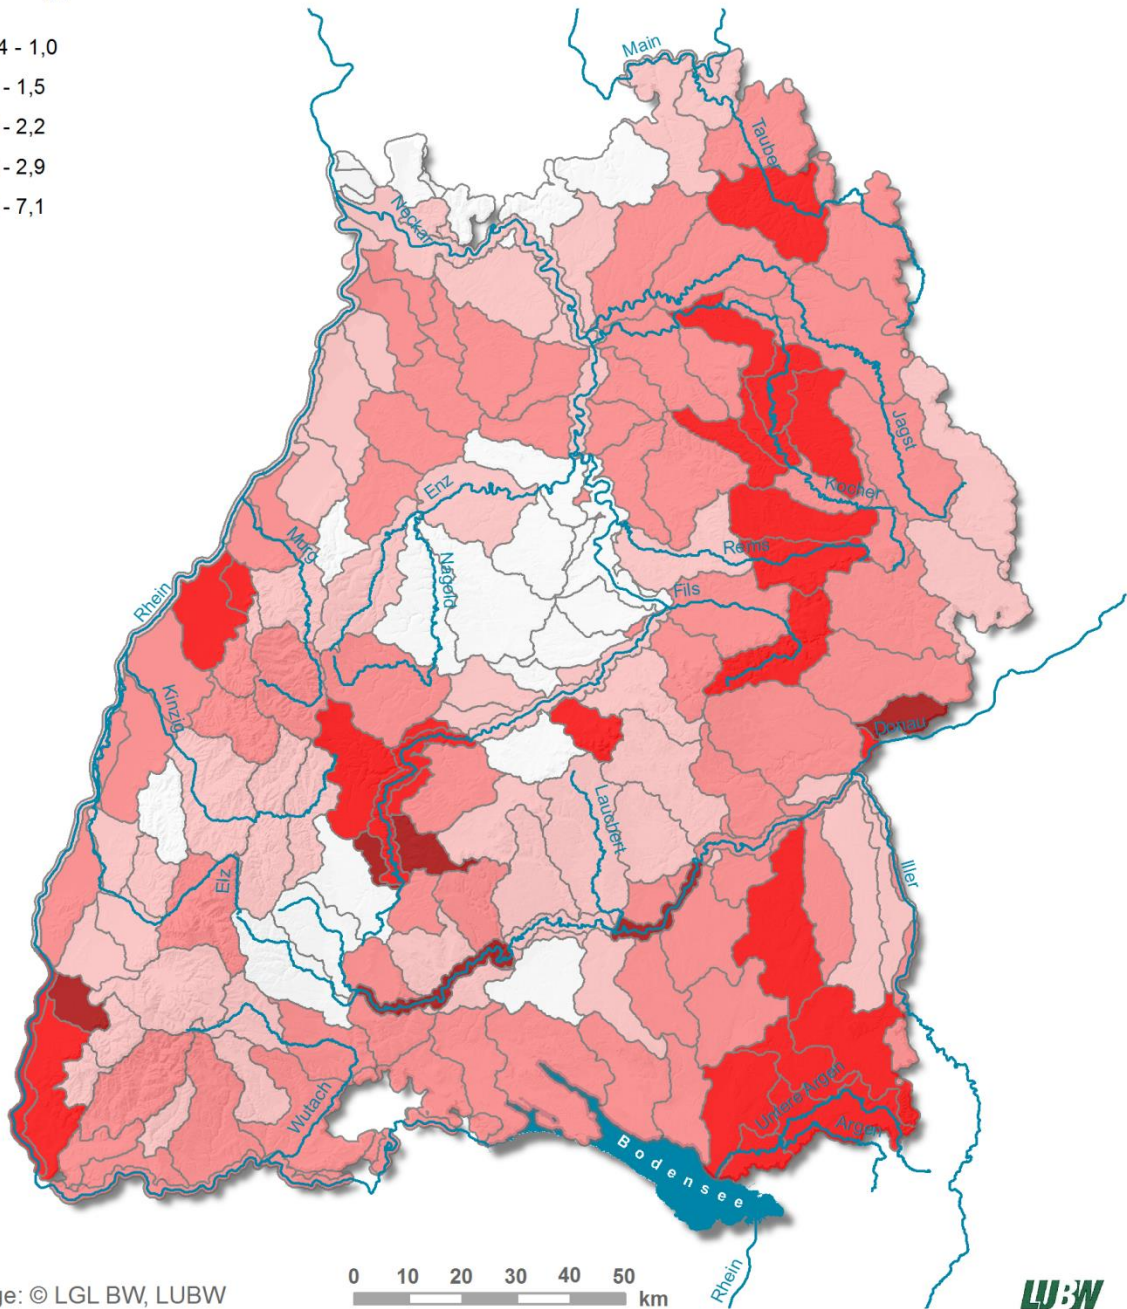 4 - 1,0
- 1,5
- 2,2
- 2,9
- 7,1
Main
Tauber
Neckar
Jagst
Kocher
Enz
Murg
Nagold
Rems
Fils
Rhein
Kinzig
Donau
Lauchert
Iller
Elz
Untere Argen
Argen
Wutach
Bodensee
Rhein
0 10 20 30 40 50
km
ge: © LGL BW, LUBW
LUBW